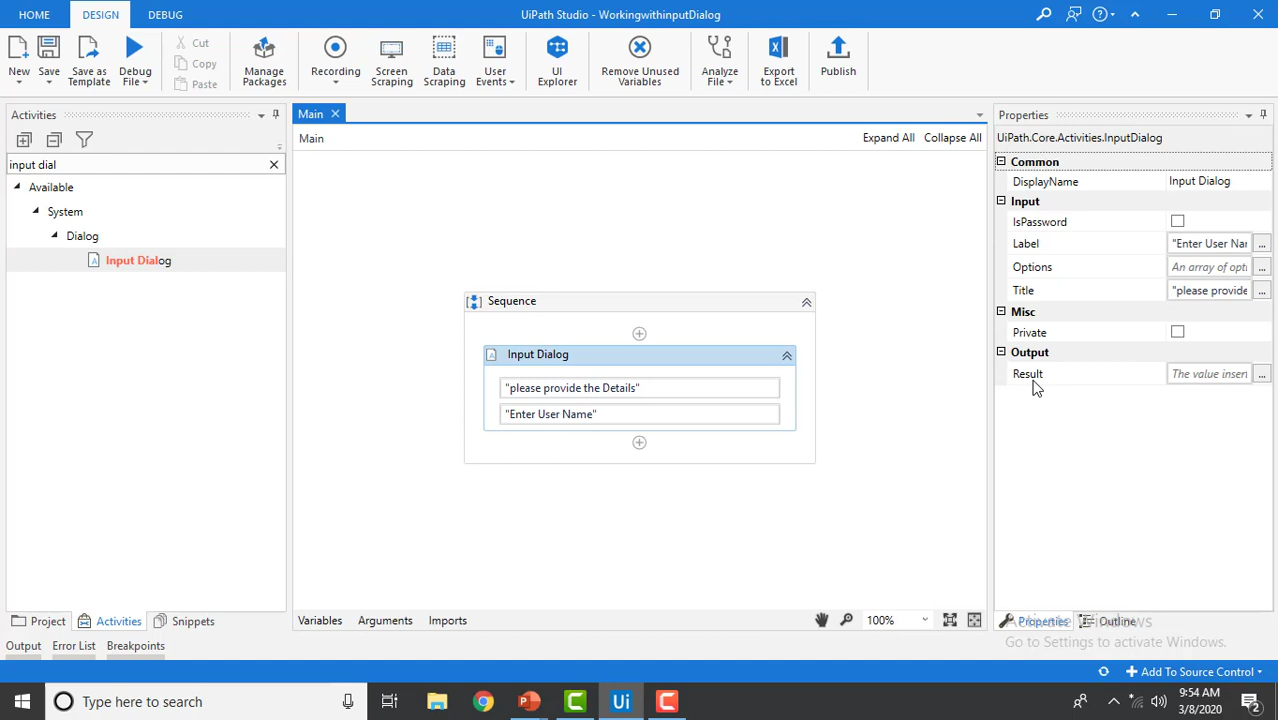 HOME DESIGN DEBUG
UiPath Studio - WorkingwithinputDialog
New Save Save as Template Debug File
Cut
Copy
Paste
Manage Packages Recording Screen Scraping Data Scraping User Events UI Explorer Remove Unused Variables Analyze File Export to Excel Publish
Activities
input dial
Available
System
Dialog
Input Dialog
Project Activities Snippets
Main
Main Expand All Collapse All
Sequence
Input Dialog
"please provide the Details"
"Enter User Name"
Variables Arguments Imports 100%
Properties
UiPath.Core.Activities.InputDialog
Common
DisplayName Input Dialog
Input
IsPassword
Label "Enter User Nar ...
Options An array of opti ...
Title "please provide ...
Misc
Private
Output
Result The value insert ...
Properties Outline
Activate Windows
Go to Settings to activate Windows.
Output Error List Breakpoints
Add To Source Control
Type here to search
Ui
9:54 AM
3/8/2020
2